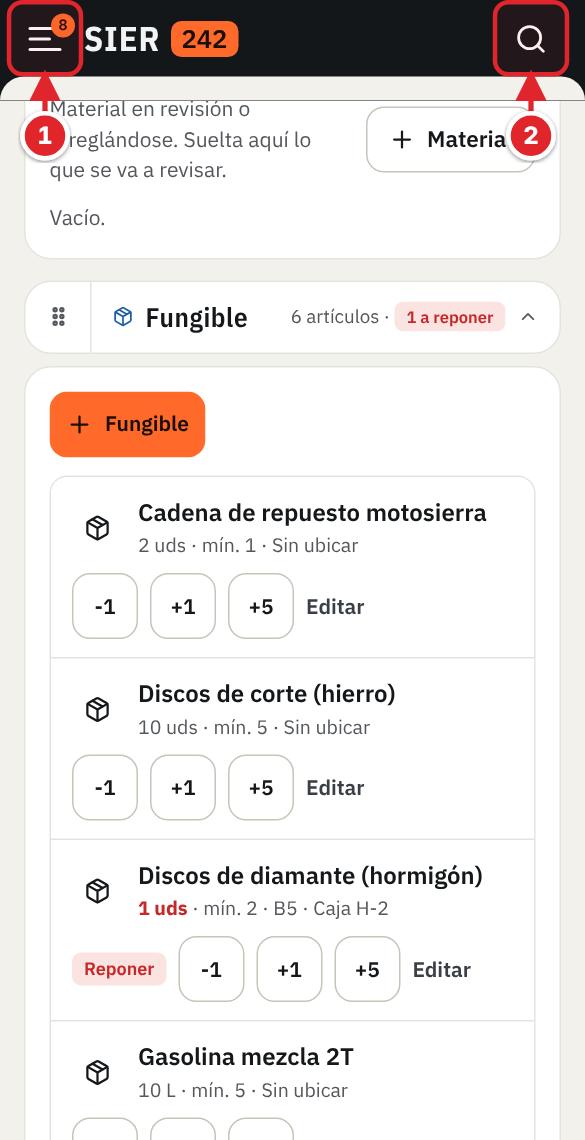 8
SIER 242
Material en revisión o
rreglándose. Suelta aquí lo
que se va a revisar.
+ Materia
1
2
Vacío.
Fungible 6 artículos · 1 a reponer
+ Fungible
Cadena de repuesto motosierra
2 uds · mín. 1 · Sin ubicar
-1 +1 +5 Editar
Discos de corte (hierro)
10 uds · mín. 5 · Sin ubicar
-1 +1 +5 Editar
Discos de diamante (hormigón)
1 uds · mín. 2 · B5 · Caja H-2
Reponer -1 +1 +5 Editar
Gasolina mezcla 2T
10 L · mín. 5 · Sin ubicar